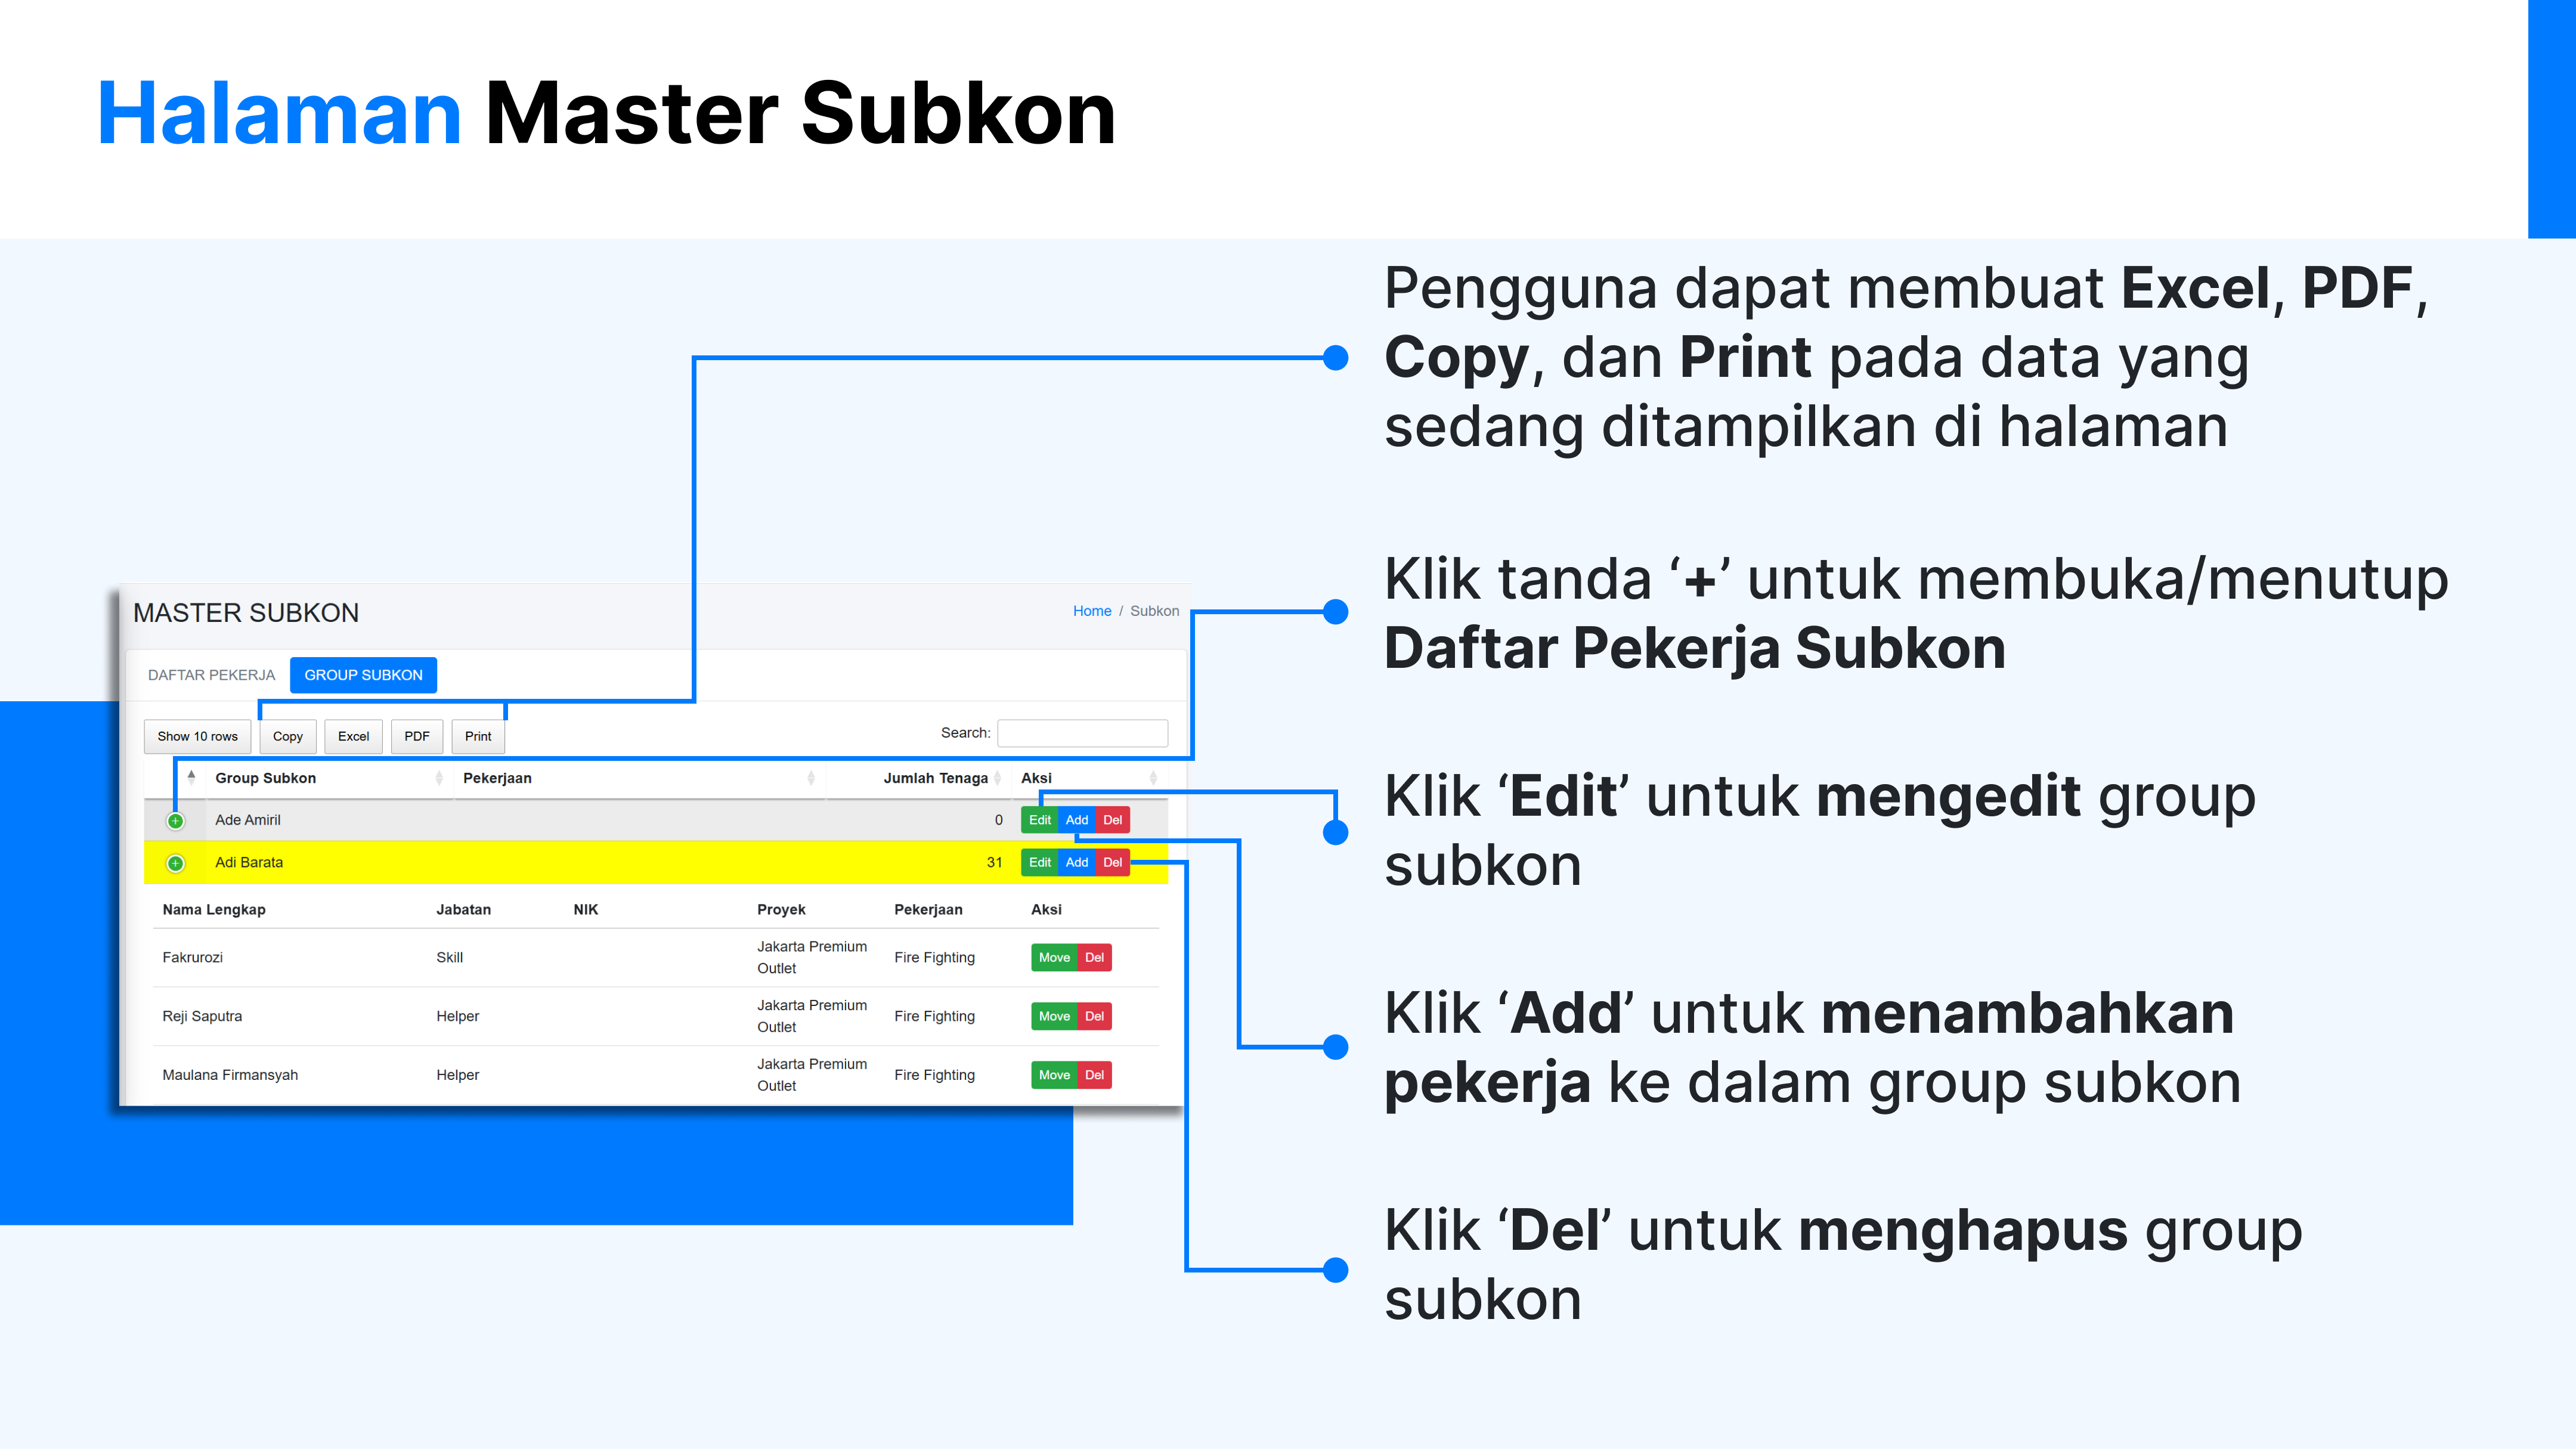 Halaman Master Subkon
Pengguna dapat membuat Excel, PDF,
Copy, dan Print pada data yang
sedang ditampilkan di halaman
Klik tanda ‘+’ untuk membuka/menutup
Daftar Pekerja Subkon
Klik ‘Edit’ untuk mengedit group
subkon
Klik ‘Add’ untuk menambahkan
pekerja ke dalam group subkon
Klik ‘Del’ untuk menghapus group
subkon
MASTER SUBKON Home / Subkon
DAFTAR PEKERJA GROUP SUBKON
Show 10 rows Copy Excel PDF Print Search:
Group Subkon Pekerjaan Jumlah Tenaga Aksi
Ade Amiril 0 Edit Add Del
Adi Barata 31 Edit Add Del
Nama Lengkap Jabatan NIK Proyek Pekerjaan Aksi
Fakrurozi Skill Jakarta Premium Outlet Fire Fighting Move Del
Reji Saputra Helper Jakarta Premium Outlet Fire Fighting Move Del
Maulana Firmansyah Helper Jakarta Premium Outlet Fire Fighting Move Del